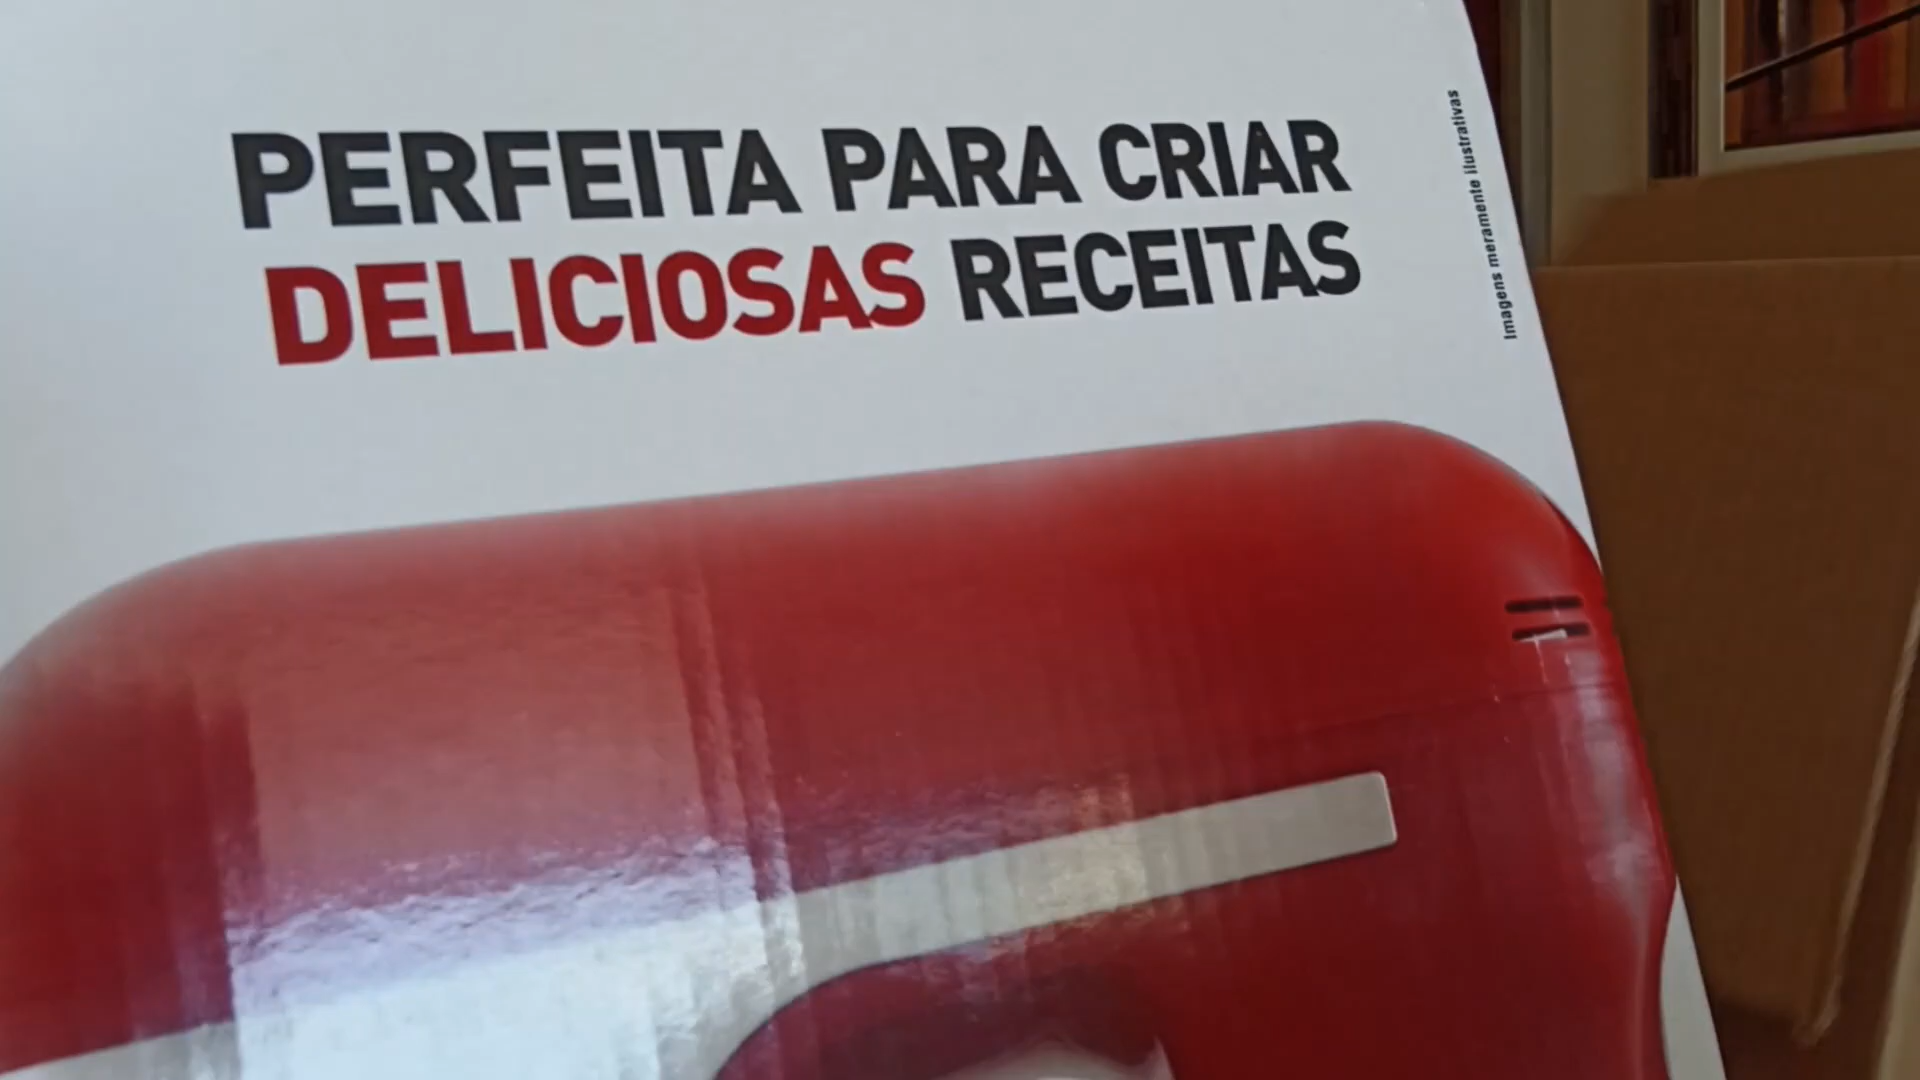 PERFEITA PARA CRIAR
DELICIOSAS RECEITAS
Imagens meramente ilustrativas